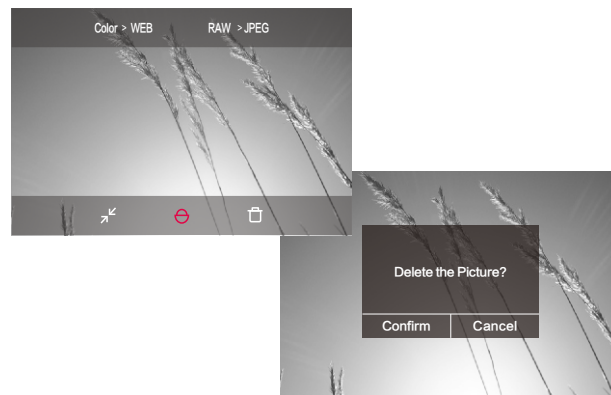 Color > WEB
RAW >JPEG
Delete the Picture?
Confirm
Cancel